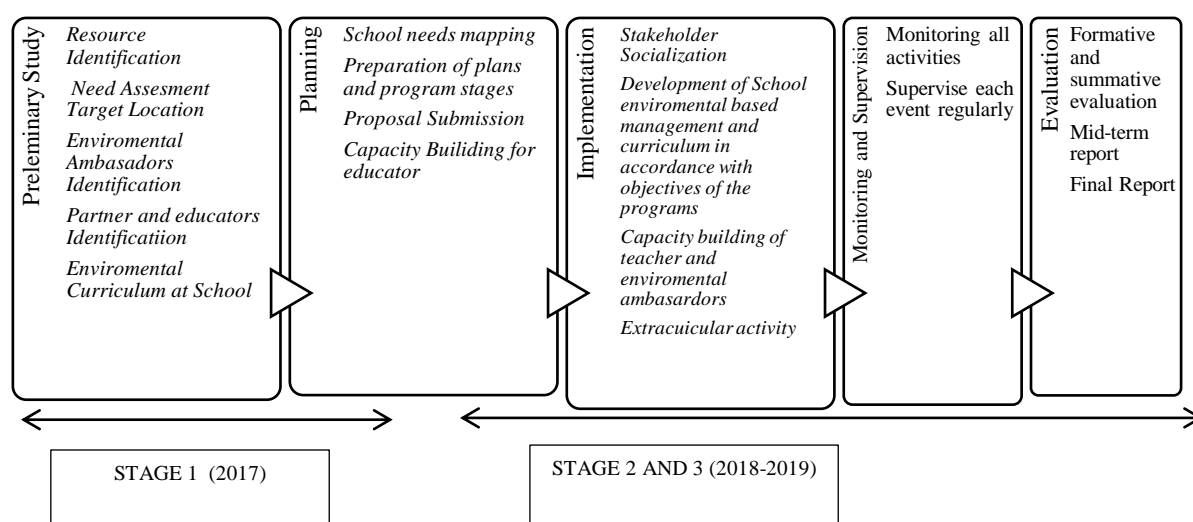 Preleminary Study
Resource
Identification
Need Assesment
Target Location
Enviromental
Ambasadors
Identification
Partner and educators
Identificatiion
Enviromental
Curriculum at School
Planning
School needs mapping
Preparation of plans
and program stages
Proposal Submission
Capacity Builiding for
educator
Implementation
Stakeholder
Socialization
Development of School
enviromental based
management and
curriculum in
accordance with
objectives of the
programs
Capacity building of
teacher and
enviromental
ambasardors
Extracuicular activity
Monitoring and Supervision
Monitoring all
activities
Supervise each
event regularly
Evaluation
Formative
and
summative
evaluation
Mid-term
report
Final Report
STAGE 1 (2017)
STAGE 2 AND 3 (2018-2019)